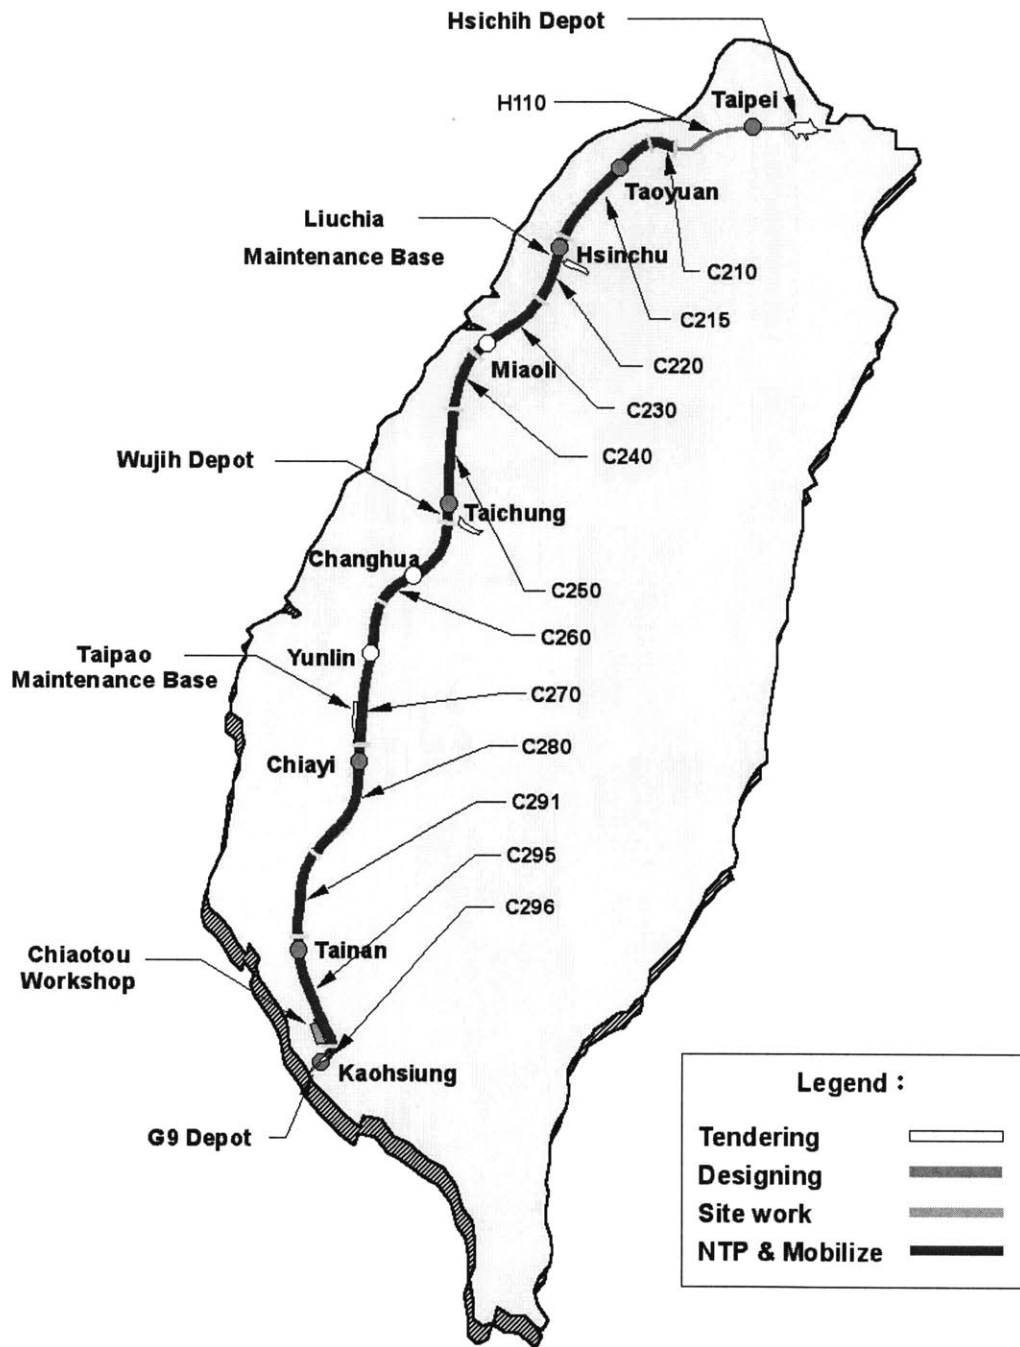 Hsichih Depot
H110
Taipei
Taoyuan
Liuchia
Maintenance Base
Hsinchu
C210
C215
Miaoli
C220
C230
C240
Wujih Depot
Taichung
Changhua
C250
C260
Taipao
Maintenance Base
Yunlin
C270
Chiayi
C280
C291
C295
C296
Chiaotou
Workshop
Tainan
Kaohsiung
G9 Depot
Legend :
Tendering
Designing
Site work
NTP & Mobilize